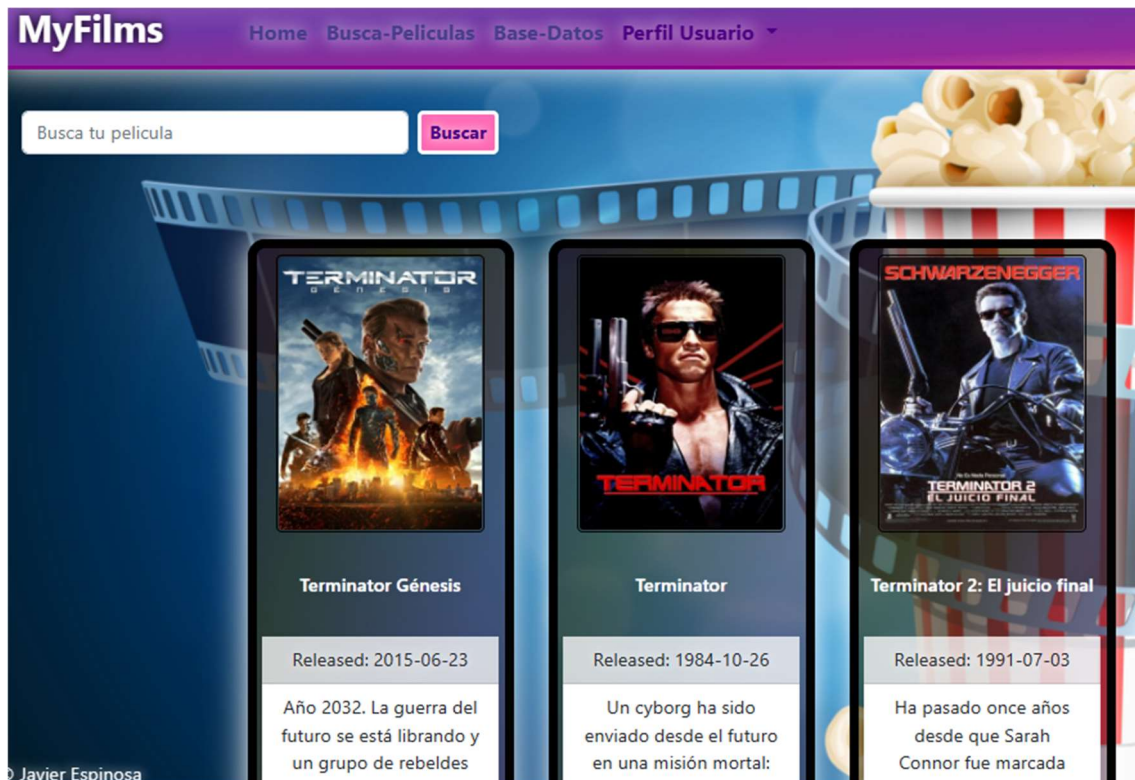 MyFilms
Home Busca-Peliculas Base-Datos Perfil Usuario
Busca tu pelicula
Buscar
TERMINATOR
GENESIS
TERMINATOR
SCHWARZENEGGER
TERMINATOR 2
EL JUICIO FINAL
Terminator Génesis
Terminator
Terminator 2: El juicio final
Released: 2015-06-23
Released: 1984-10-26
Released: 1991-07-03
Año 2032. La guerra del
futuro se está librando y
un grupo de rebeldes
Un cyborg ha sido
enviado desde el futuro
en una misión mortal:
Ha pasado once años
desde que Sarah
Connor fue marcada
© Javier Espinosa